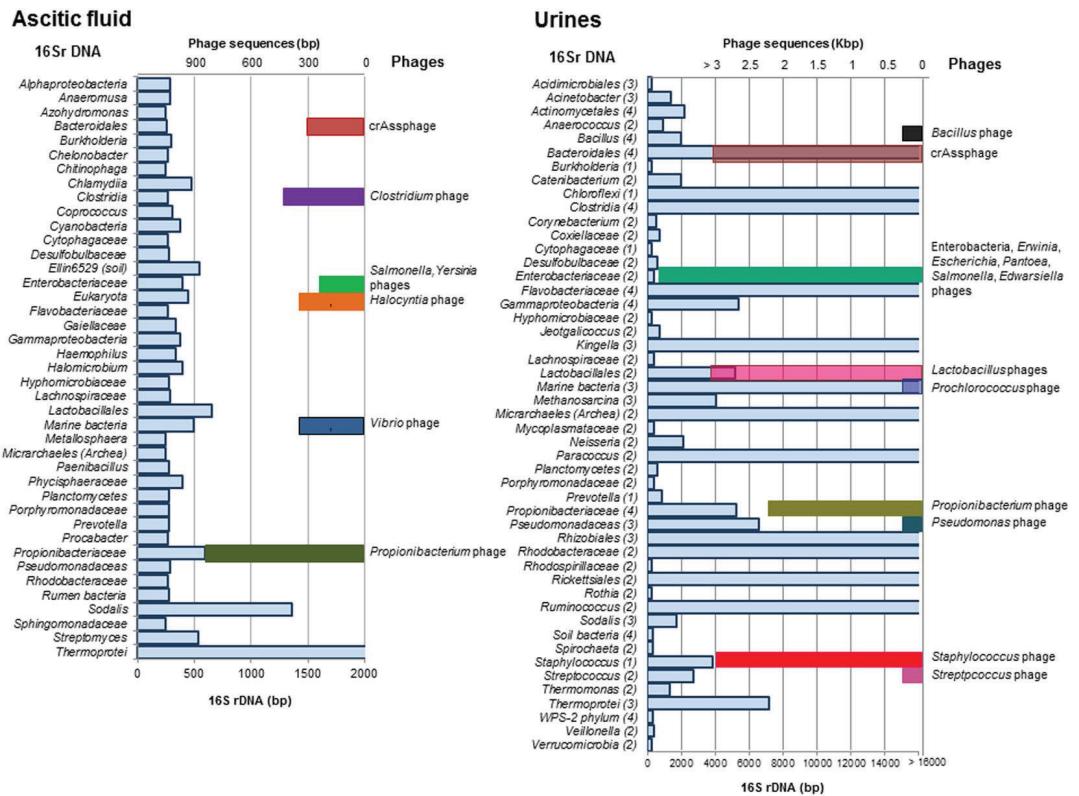 Ascitic fluid
16Sr DNA
Phage sequences (bp)
900 600 300 0
Phages
Alphaproteobacteria
Anaeromusa
Azohydromonas
Bacteroidales
Burkholderia
Chelonobacter
Chitinophaga
Chlamydiia
Clostridia
Coprococcus
Cyanobacteria
Cytophagaceae
Desulfobulbaceae
Ellin6529 (soil)
Enterobacteriaceae
Eukaryota
Flavobacteriaceae
Gaiellaceae
Gammaproteobacteria
Haemophilus
Halomicrobium
Hyphomicrobiaceae
Lachnospiraceae
Lactobacillales
Marine bacteria
Metallosphaera
Micrarchaeles (Archea)
Paenibacillus
Phycisphaeraceae
Planctomycetes
Porphyromonadaceae
Prevotella
Procabacter
Propionibacteriaceae
Pseudomonadaceas
Rhodobacteraceae
Rumen bacteria
Sodalis
Sphingomonadaceae
Streptomyces
Thermoprotei
crAssphage
Clostridium phage
Salmonella, Yersinia
phages
Halocyntia phage
Vibrio phage
Propionibacterium phage
0 500 1000 1500 2000
16S rDNA (bp)
Urines
16Sr DNA
Phage sequences (Kbp)
> 3 2.5 2 1 0.5 0
Phages
Acidimicrobiales (3)
Acinetobacter (3)
Actinomycetales (4)
Anaerococcus (2)
Bacillus (4)
Bacteroidales (4)
Burkholderia (1)
Catenibacterium (2)
Chloroflexi (1)
Clostridia (4)
Corynebacterium (2)
Coxiellaceae (2)
Cytophagaceae (1)
Desulfobulbaceae (2)
Enterobacteriaceae (2)
Flavobacteriaceae (4)
Gammaproteobacteria (4)
Hyphomicrobiaceae (2)
Jeotgalicoccus (2)
Kingella (3)
Lachnospiraceae (2)
Lactobacillales (2)
Marine bacteria (3)
Methanosarcina (3)
Micrarchaeles (Archea) (2)
Mycoplasmataceae (2)
Neisseria (2)
Paracoccus (2)
Planctomycetes (2)
Porphyromonadaceae (2)
Prevotella (1)
Propionibacteriaceae (4)
Pseudomonadaceas (3)
Rhizobiales (3)
Rhodobacteraceae (2)
Rhodospirillaceae (2)
Rickettsiales (2)
Rothia (2)
Ruminococcus (2)
Sodalis (3)
Soil bacteria (4)
Spirochaeta (2)
Staphylococcus (1)
Streptococcus (2)
Thermomonas (2)
Thermoprotei (3)
WPS-2 phylum (4)
Veillonella (2)
Verrucomicrobia (2)
Bacillus phage
crAssphage
Enterobacteria, Erwinia,
Escherichia, Pantoea,
Salmonella, Edwarsiella
phages
Lactobacillus phages
Prochlorococcus phage
Propionibacterium phage
Pseudomonas phage
Staphylococcus phage
Streptpcoccus phage
0 2000 4000 6000 8000 10000 12000 14000 > 16000
16S rDNA (bp)